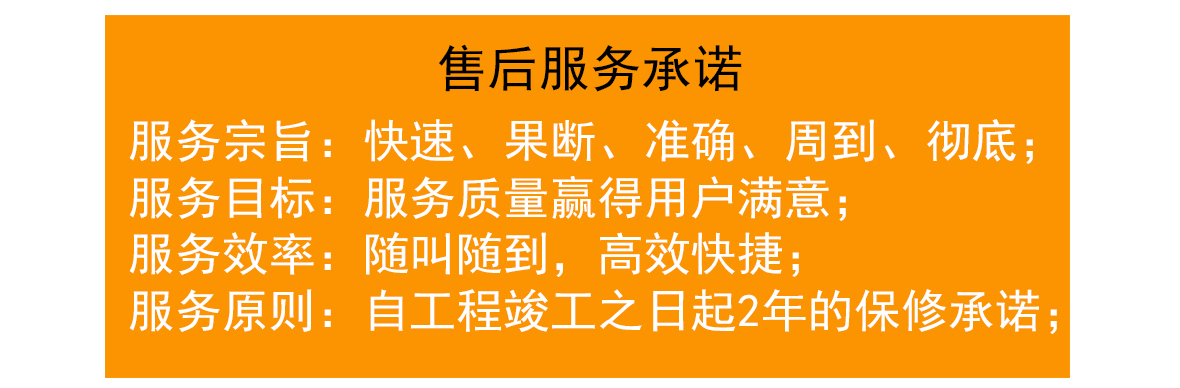 售后服务承诺
服务宗旨：快速、果断、准确、周到、彻底；
服务目标：服务质量赢得用户满意；
服务效率：随叫随到，高效快捷；
服务原则：自工程竣工之日起2年的保修承诺；